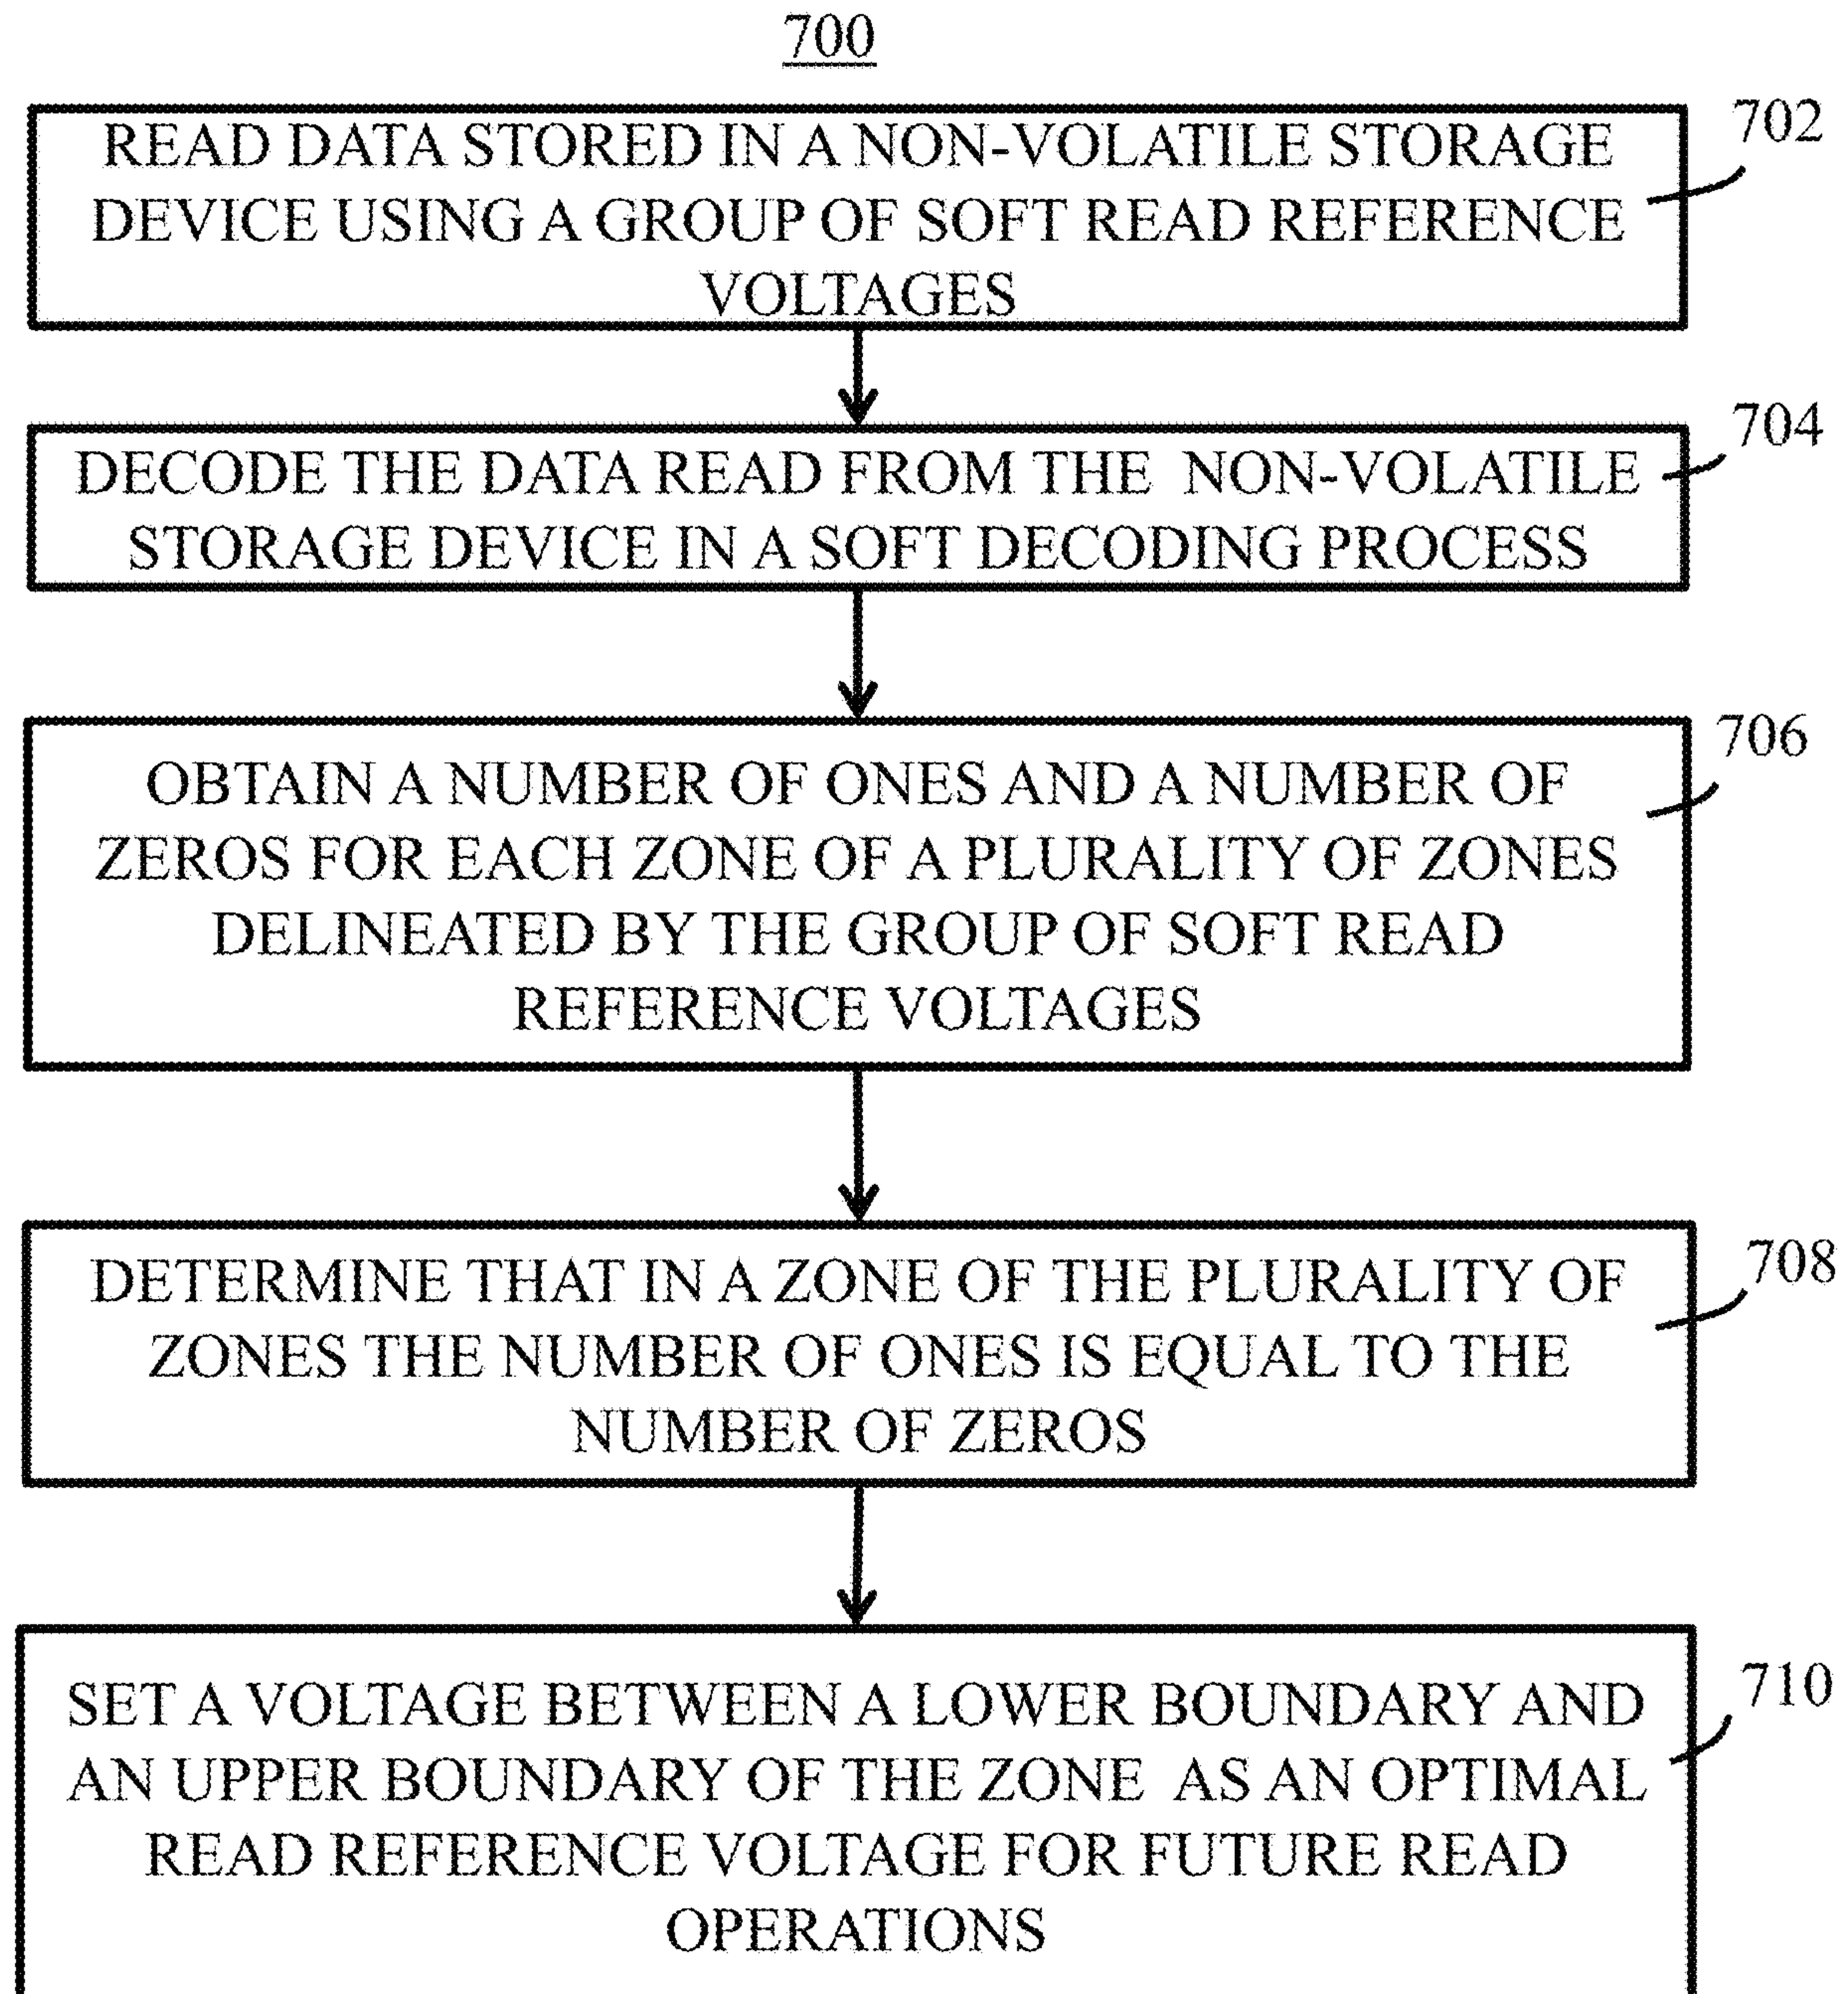 700
702
READ DATA STORED IN A NON-VOLATILE STORAGE
DEVICE USING A GROUP OF SOFT READ REFERENCE
VOLTAGES
704
DECODE THE DATA READ FROM THE NON-VOLATILE
STORAGE DEVICE IN A SOFT DECODING PROCESS
706
OBTAIN A NUMBER OF ONES AND A NUMBER OF
ZEROS FOR EACH ZONE OF A PLURALITY OF ZONES
DELINEATED BY THE GROUP OF SOFT READ
REFERENCE VOLTAGES
708
DETERMINE THAT IN A ZONE OF THE PLURALITY OF
ZONES THE NUMBER OF ONES IS EQUAL TO THE
NUMBER OF ZEROS
710
SET A VOLTAGE BETWEEN A LOWER BOUNDARY AND
AN UPPER BOUNDARY OF THE ZONE AS AN OPTIMAL
READ REFERENCE VOLTAGE FOR FUTURE READ
OPERATIONS